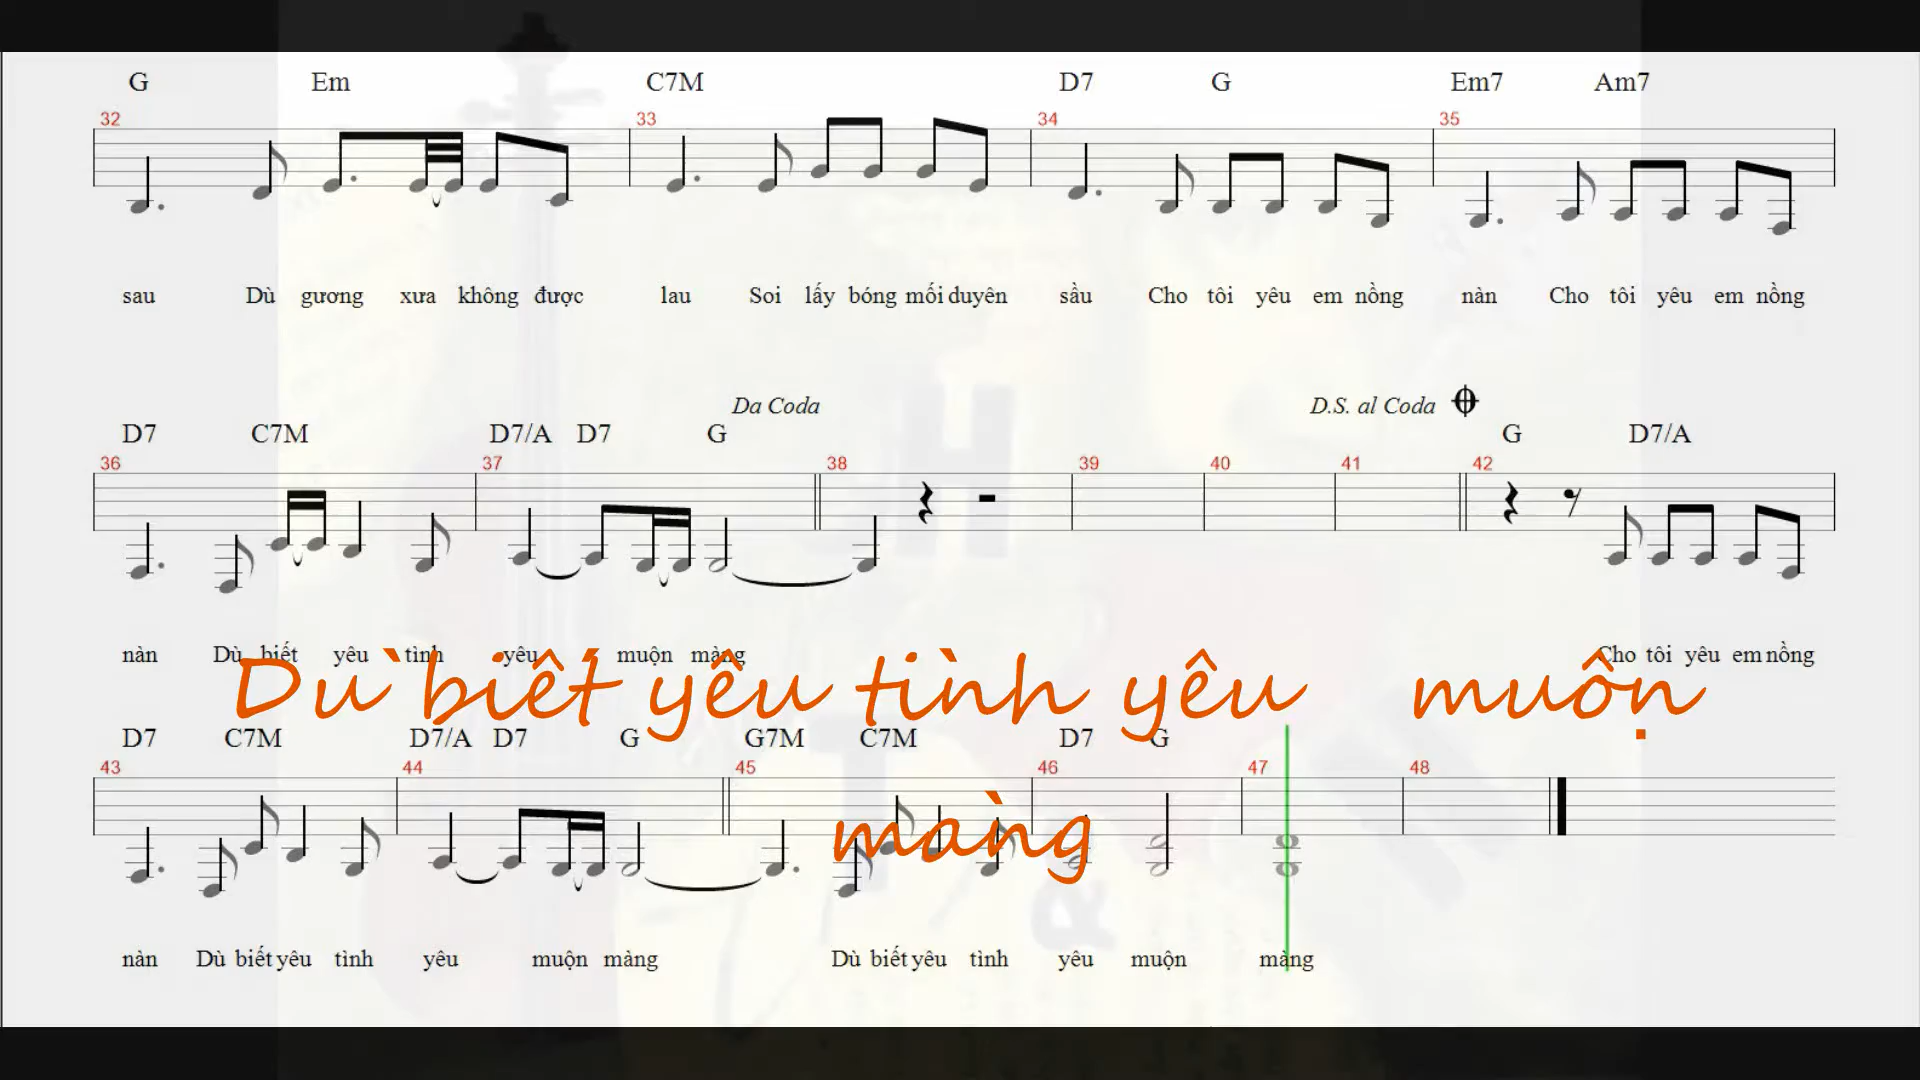 G Em C7M D7 G Em7 Am7
32 33 34 35
sau Dù gương xưa không được lau Soi lấy bóng mối duyên sầu Cho tôi yêu em nồng nàn Cho tôi yêu em nồng
Da Coda D.S. al Coda
D7 C7M D7/A D7 G G D7/A
36 37 38 39 40 41 42
nàn Dù biết yêu tình yêu muộn màng Cho tôi yêu em nồng
Dù biết yêu tình yêu muộn
D7 C7M D7/A D7 G G7M C7M D7 G
43 44 45 46 47 48
màng
nàn Dù biết yêu tình yêu muộn màng Dù biết yêu tình yêu muộn màng